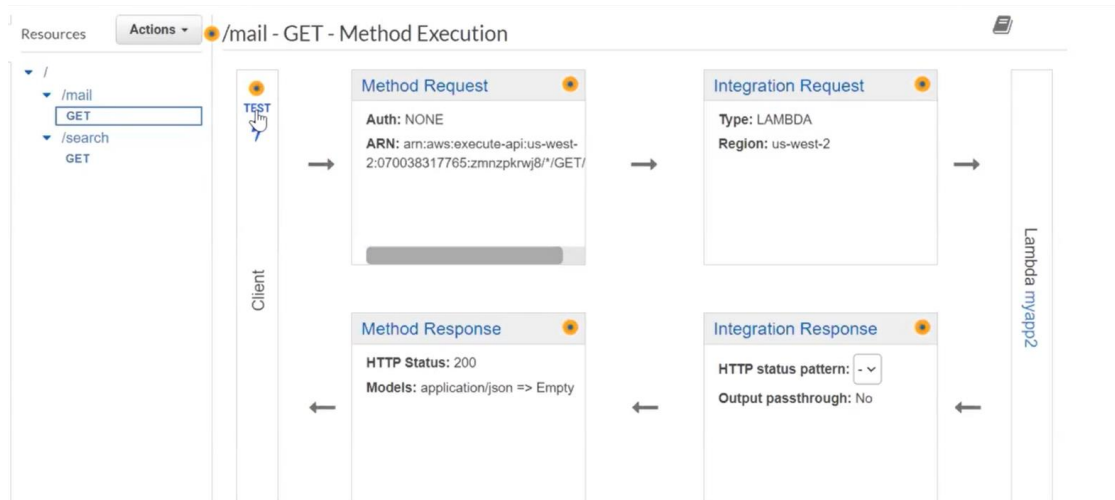 Resources
Actions
/mail - GET - Method Execution
/
/mail
GET
/search
GET
TEST
Client
Method Request
Auth: NONE
ARN: arn:aws:execute-api:us-west-
2:070038317765:zmnzpkrwj8/*/GET/
Integration Request
Type: LAMBDA
Region: us-west-2
Lambda myapp2
Method Response
HTTP Status: 200
Models: application/json => Empty
Integration Response
HTTP status pattern: -
Output passthrough: No